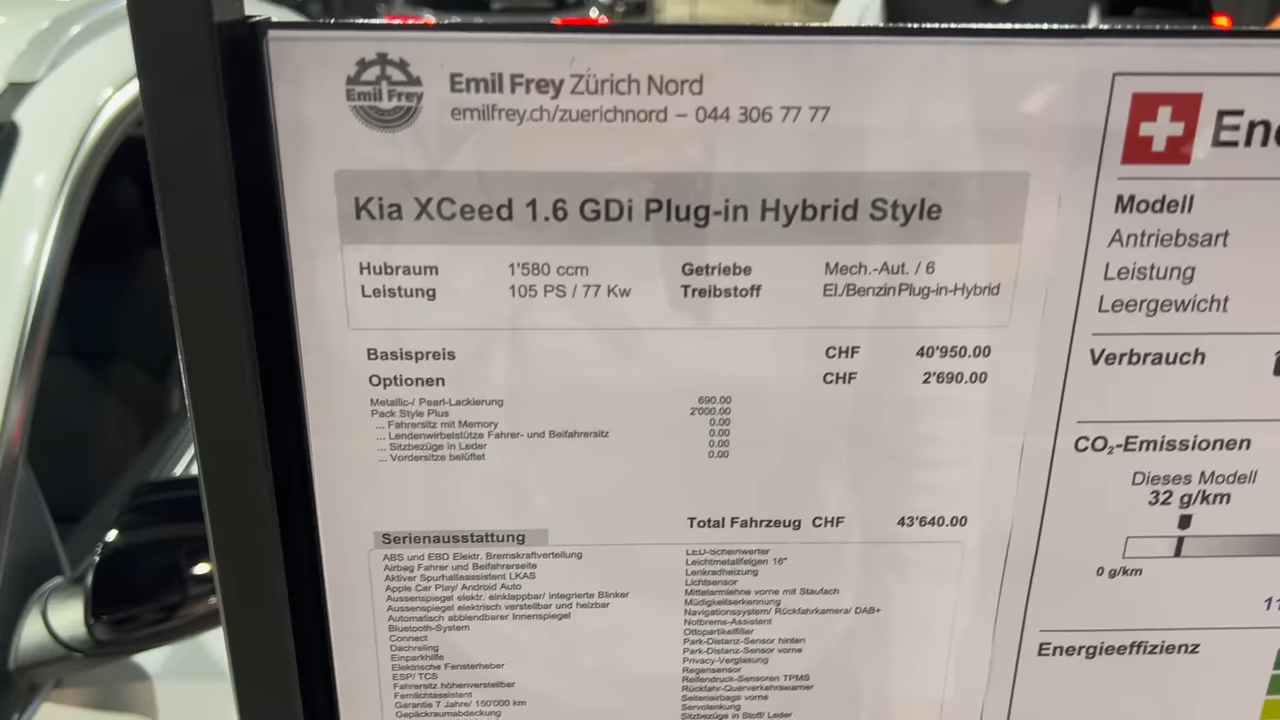 Emil Frey
Emil Frey Zürich Nord
emilfrey.ch/zuerichnord – 044 306 77 77
Kia XCeed 1.6 GDi Plug-in Hybrid Style
Hubraum 1'580 ccm Getriebe Mech.-Aut. / 6
Leistung 105 PS / 77 Kw Treibstoff El./Benzin Plug-in-Hybrid
Basispreis CHF 40'950.00
Optionen CHF 2'690.00
Metallic-/ Pearl-Lackierung 690.00
Pack Style Plus 2'000.00
... Fahrersitz mit Memory 0.00
... Lendenwirbelstütze Fahrer- und Beifahrersitz 0.00
... Sitzbezüge in Leder 0.00
... Vordersitze belüftet 0.00
Total Fahrzeug CHF 43'640.00
Serienausstattung
ABS und EBD Elektr. Bremskraftverteilung
Airbag Fahrer und Beifahrerseite
Aktiver Spurhalteassistent LKAS
Apple Car Play/ Android Auto
Aussenspiegel elektr. einklappbar/ integrierte Blinker
Aussenspiegel elektrisch verstellbar und heizbar
Automatisch abblendbarer Innenspiegel
Bluetooth-System
Connect
Dachreling
Einparkhilfe
Elektrische Fensterheber
ESP/ TCS
Fahrersitz höhenverstellbar
Fernlichtassistent
Garantie 7 Jahre/ 150'000 km
Gepäckraumabdeckung
LED-Scheinwerfer
Leichtmetallfelgen 16"
Lenkradheizung
Lichtsensor
Mittelarmlehne vorne mit Staufach
Müdigkeitserkennung
Navigationssystem/ Rückfahrkamera/ DAB+
Notbrems-Assistent
Ottopartikelfilter
Park-Distanz-Sensor hinten
Park-Distanz-Sensor vorne
Privacy-Verglasung
Regensensor
Reifendruck-Sensoren TPMS
Rückfahr-Querverkehrswarner
Seitenairbags vorne
Servolenkung
Sitzbezüge in Stoff/ Leder
Modell
Antriebsart
Leistung
Leergewicht
Verbrauch
CO₂-Emissionen
Dieses Modell
32 g/km
0 g/km
Energieeffizienz